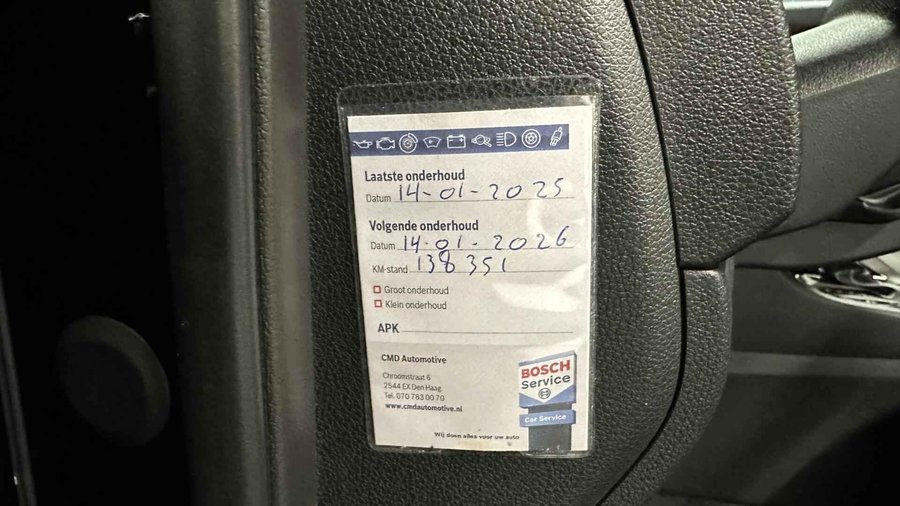 Laatste onderhoud
Datum 14-01-2025
Volgende onderhoud
Datum 14-01-2026
KM-stand 138351
Groot onderhoud
Klein onderhoud
APK
CMD Automotive
Chroomstraat 6
2544 EX Den Haag
Tel. 070 783 00 70
www.cmdautomotive.nl
BOSCH
Service
Car Service
Wij doen alles voor uw auto